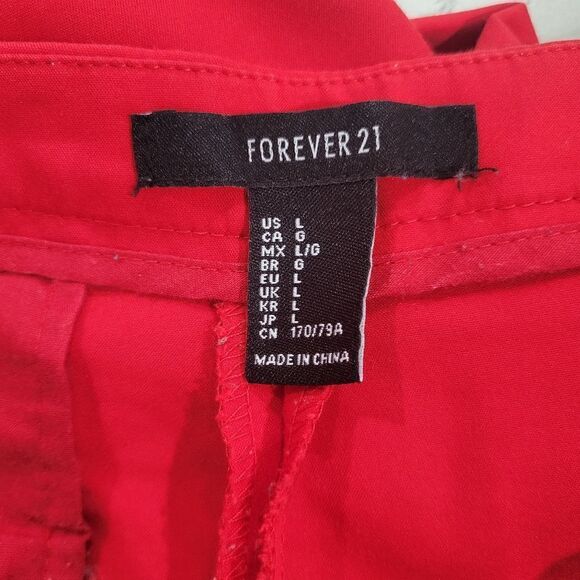 FOREVER 21
US L
CA G
MX L/G
BR G
EU L
UK L
KR L
JP L
CN 170/79A
MADE IN CHINA